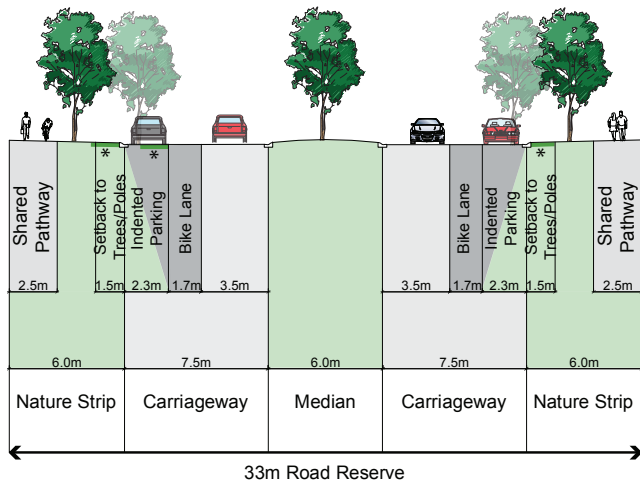 *
*
*
Shared
Pathway
Setback to
Trees/Poles
Indented
Parking
Bike Lane
Bike Lane
Indented
Parking
Setback to
Trees/Poles
Shared
Pathway
2.5m
1.5m
2.3m
1.7m
3.5m
3.5m
1.7m
2.3m
1.5m
2.5m
6.0m
7.5m
6.0m
7.5m
6.0m
Nature Strip
Carriageway
Median
Carriageway
Nature Strip
33m Road Reserve